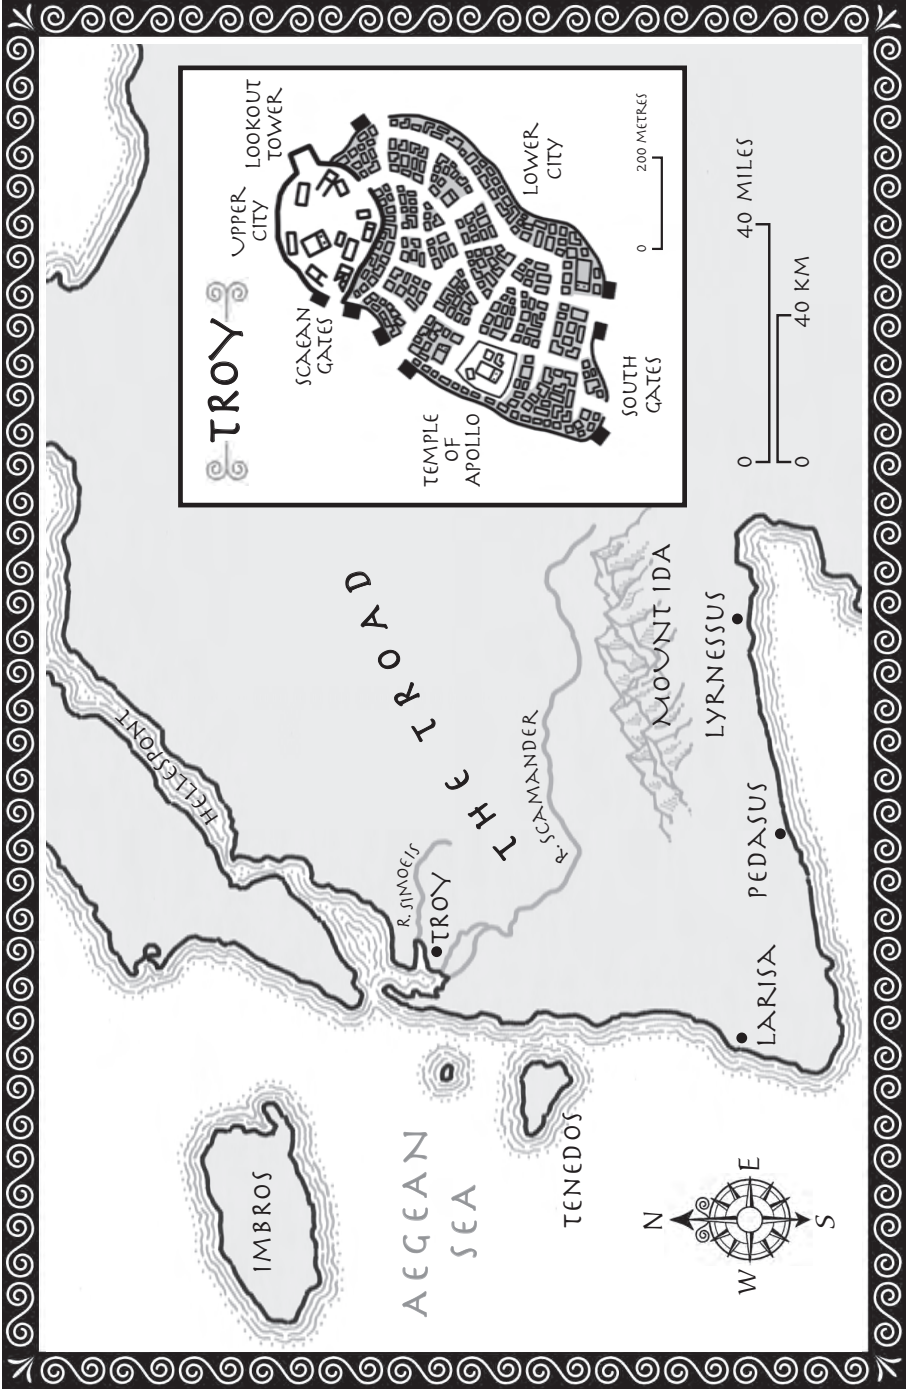 HELLESPONT
IMBROS
AEGEAN
SEA
TENEDOS
R. SIMOEIS
TROY
THE TROAD
R. SCAMANDER
MOUNT IDA
LYRNESSUS
PEDASUS
LARISA
N
E
S
W
TROY
UPPER
CITY
LOOKOUT
TOWER
SCAEAN
GATES
LOWER
CITY
TEMPLE
OF
APOLLO
SOUTH
GATES
0 200 METRES
0 40 MILES
0 40 KM